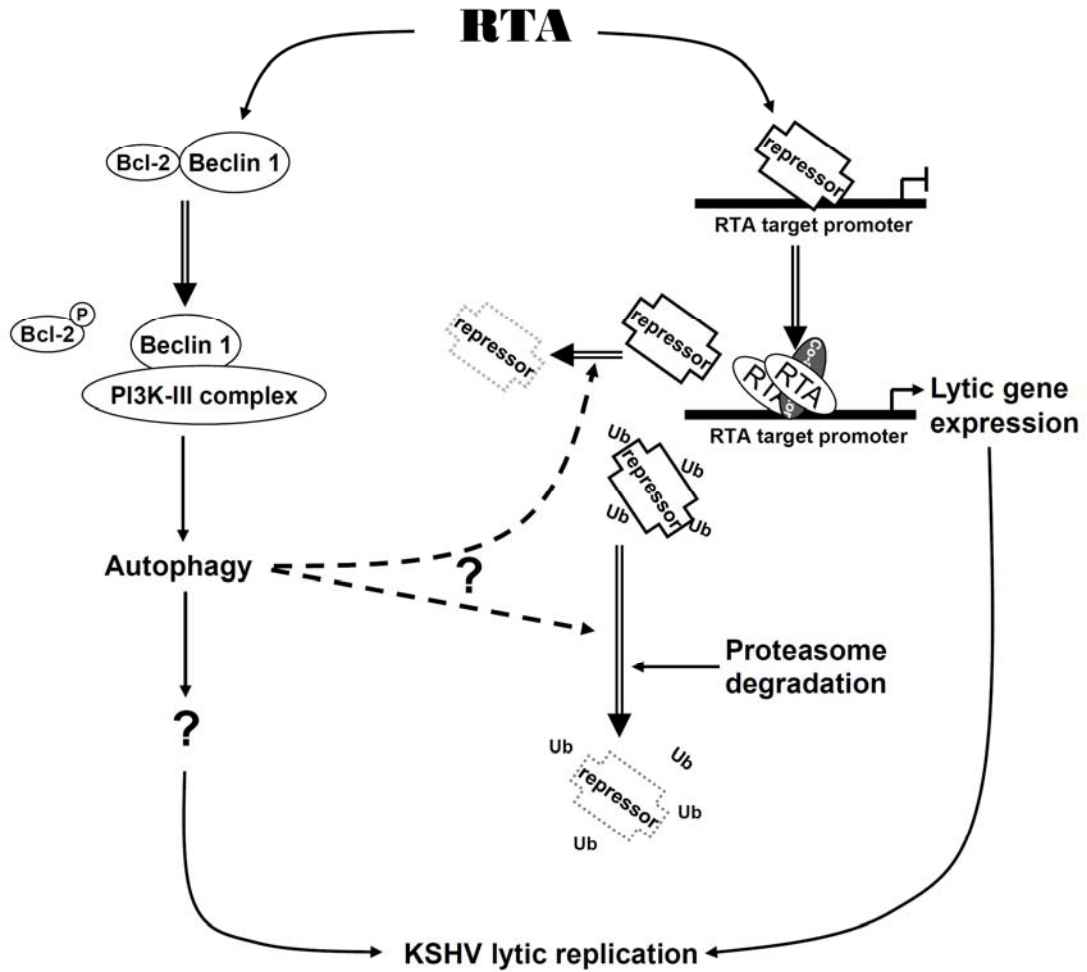 RTA
Bcl-2
Beclin 1
repressor
RTA target promoter
P
Bcl-2
Beclin 1
PI3K-III complex
repressor
repressor
RTA
RTA
RTA target promoter
Lytic gene
expression
Ub
Ub
repressor
Ub
Ub
Autophagy
?
Proteasome
degradation
?
Ub
Ub
repressor
Ub
Ub
KSHV lytic replication